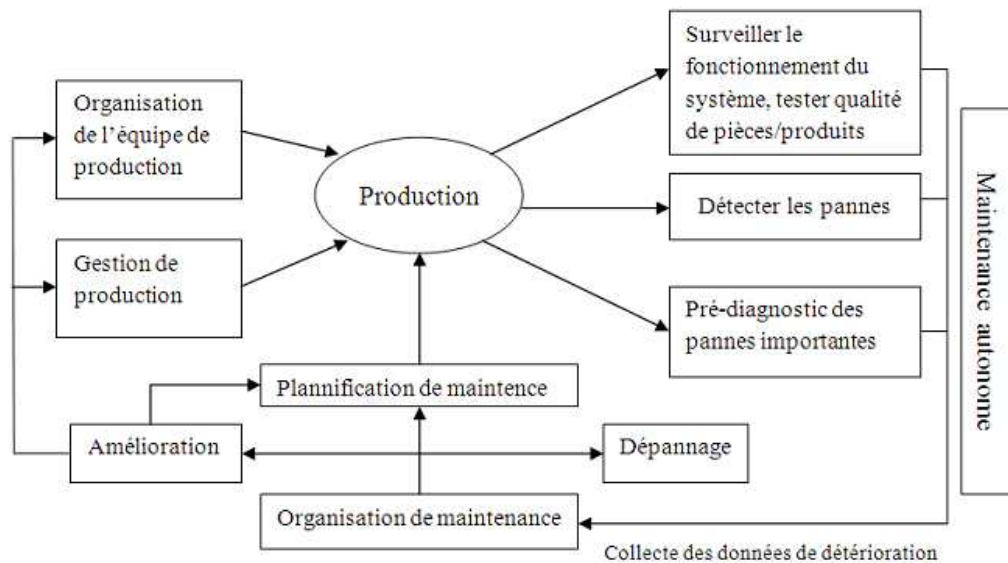 Surveiller le
fonctionnement du
système, tester qualité
de pièces/produits
Organisation
de l'équipe de
production
Production
Détecter les pannes
Gestion de
production
Pré-diagnostic des
pannes importantes
Maintenance autonome
Plannification de maintence
Amélioration
Dépannage
Organisation de maintenance
Collecte des données de détérioration